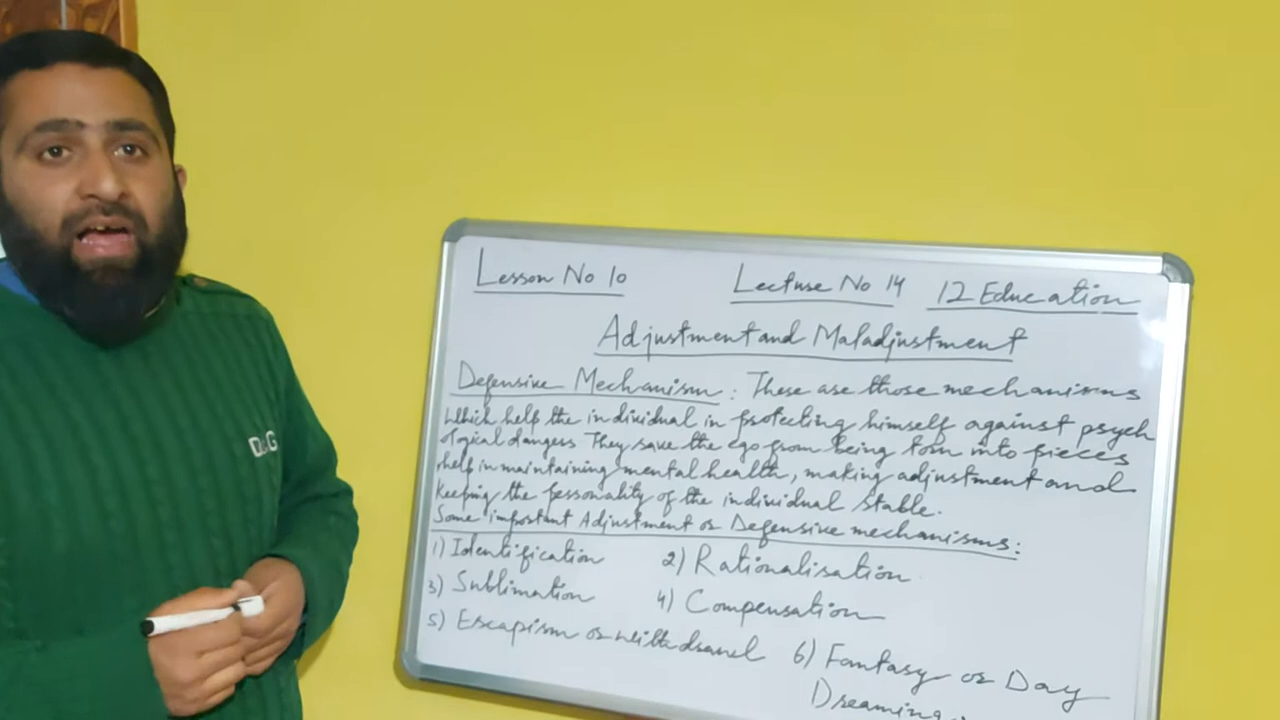 Lesson No 10 Lecture No 14 12 Education
Adjustment and Maladjustment
Defensive Mechanism : These are those mechanisms
which help the individual in protecting himself against psych
ological dangers They save the ego from being torn into pieces
help in maintaining mental health, making adjustment and
keeping the personality of the individual stable.
Some important Adjustment or Defensive mechanisms:
1) Identification 2) Rationalisation
3) Sublimation 4) Compensation
5) Escapism or withdrawel 6) Fantasy or Day
Dreaming.
D&G